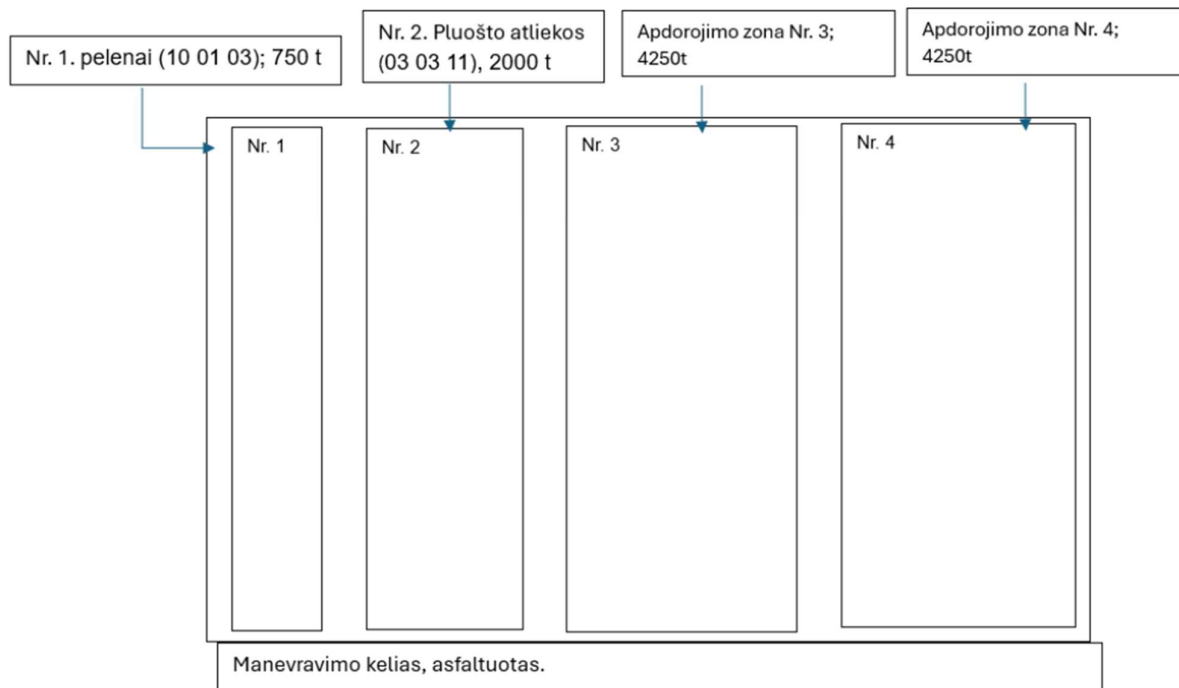 Nr. 1. pelenai (10 01 03); 750 t
Nr. 2. Pluošto atliekos
(03 03 11), 2000 t
Apdorojimo zona Nr. 3;
4250t
Apdorojimo zona Nr. 4;
4250t
Nr. 1
Nr. 2
Nr. 3
Nr. 4
Manevravimo kelias, asfaltuotas.